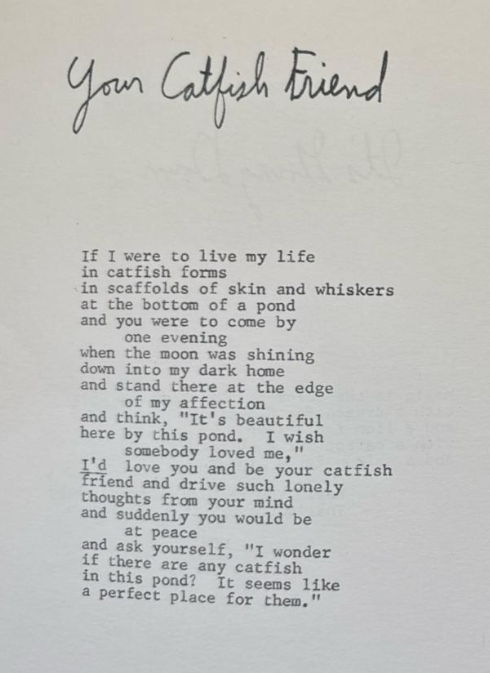 Your Catfish Friend
If I were to live my life
in catfish forms
in scaffolds of skin and whiskers
at the bottom of a pond
and you were to come by
one evening
when the moon was shining
down into my dark home
and stand there at the edge
of my affection
and think, "It's beautiful
here by this pond.  I wish
somebody loved me,"
I'd love you and be your catfish
friend and drive such lonely
thoughts from your mind
and suddenly you would be
at peace
and ask yourself, "I wonder
if there are any catfish
in this pond?  It seems like
a perfect place for them."